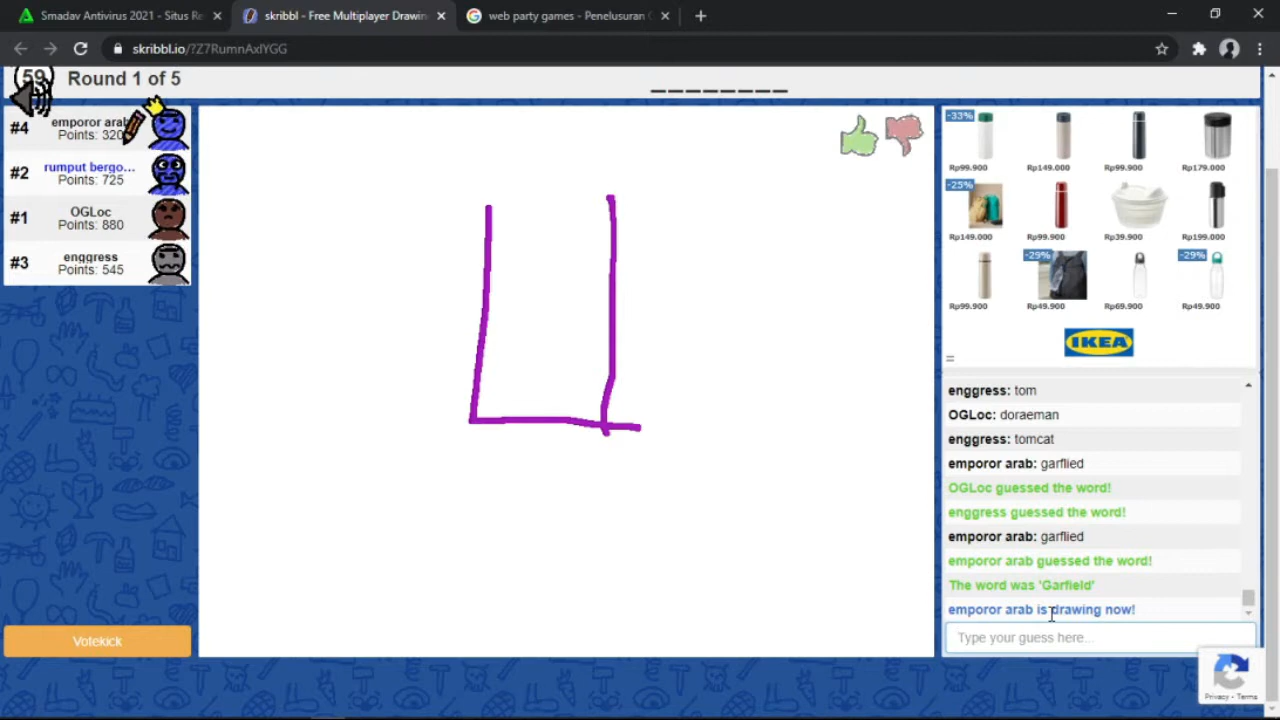 Smadav Antivirus 2021 - Situs Re
skribbl - Free Multiplayer Drawin
web party games - Penelusuran
skribbl.io/?Z7RumnAxlYGG
59
Round 1 of 5
_________
#4
emporor arab
Points: 320
#2
rumput bergo...
Points: 725
#1
OGLoc
Points: 880
#3
enggress
Points: 545
Votekick
-33%
Rp99.900 Rp149.000 Rp99.900 Rp179.000
-25%
Rp149.000 Rp99.900 Rp39.900 Rp199.000
-29% -29%
Rp99.900 Rp49.900 Rp69.900 Rp49.900
IKEA
enggress: tom
OGLoc: doraeman
enggress: tomcat
emporor arab: garflied
OGLoc guessed the word!
enggress guessed the word!
emporor arab: garflied
emporor arab guessed the word!
The word was 'Garfield'
emporor arab is drawing now!
Type your guess here...
Privacy - Terms